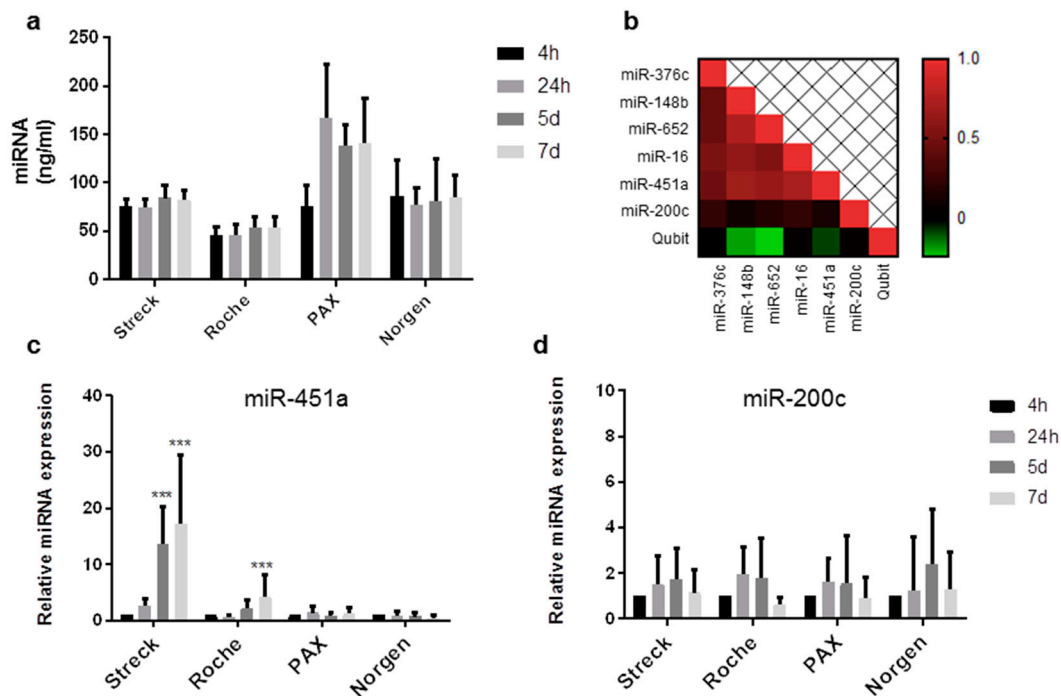 a
250
200
150
100
50
0
miRNA
(ng/ml)
Streck
Roche
PAX
Norgen
4h
24h
5d
7d
b
miR-376c
miR-148b
miR-652
miR-16
miR-451a
miR-200c
Qubit
miR-376c
miR-148b
miR-652
miR-16
miR-451a
miR-200c
Qubit
1.0
0.5
0
c
miR-451a
Relative miRNA expression
40
30
20
10
0
***
***
***
Streck
Roche
PAX
Norgen
d
miR-200c
Relative miRNA expression
10
8
6
4
2
0
Streck
Roche
PAX
Norgen
4h
24h
5d
7d